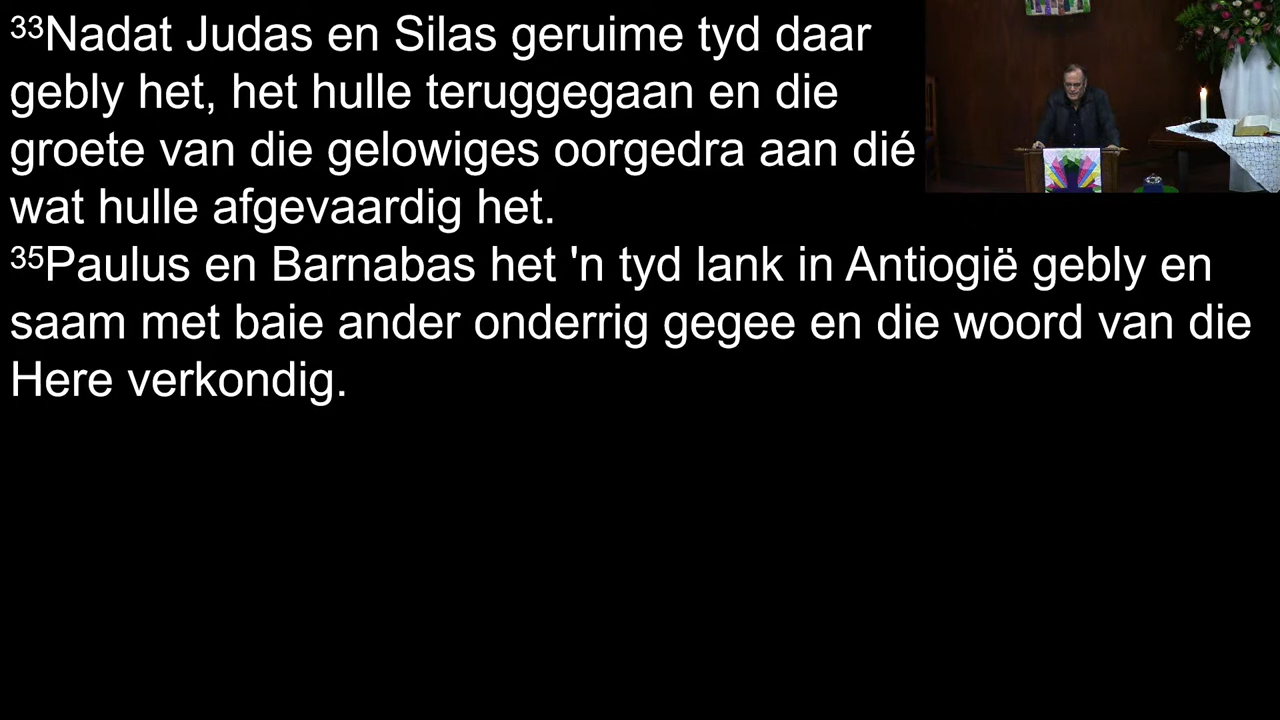 ³³Nadat Judas en Silas geruime tyd daar
gebly het, het hulle teruggegaan en die
groete van die gelowiges oorgedra aan dié
wat hulle afgevaardig het.
³⁵Paulus en Barnabas het 'n tyd lank in Antiogië gebly en
saam met baie ander onderrig gegee en die woord van die
Here verkondig.